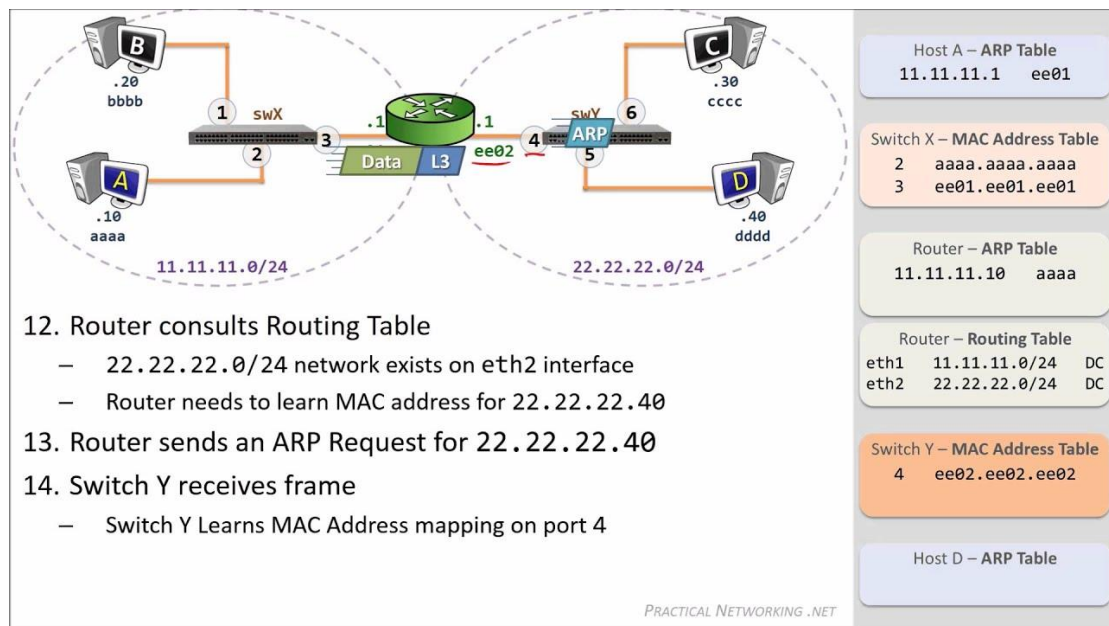 B
.20
bbbb
1
swX
2
3
A
.10
aaaa
11.11.11.0/24
.1
.1
Data
L3
ee02
4
swY
ARP
5
6
C
.30
cccc
D
.40
dddd
22.22.22.0/24
12. Router consults Routing Table
– 22.22.22.0/24 network exists on eth2 interface
– Router needs to learn MAC address for 22.22.22.40
13. Router sends an ARP Request for 22.22.22.40
14. Switch Y receives frame
– Switch Y Learns MAC Address mapping on port 4
PRACTICAL NETWORKING .NET
Host A – ARP Table
11.11.11.1 ee01
Switch X – MAC Address Table
2 aaaa.aaaa.aaaa
3 ee01.ee01.ee01
Router – ARP Table
11.11.11.10 aaaa
Router – Routing Table
eth1 11.11.11.0/24 DC
eth2 22.22.22.0/24 DC
Switch Y – MAC Address Table
4 ee02.ee02.ee02
Host D – ARP Table